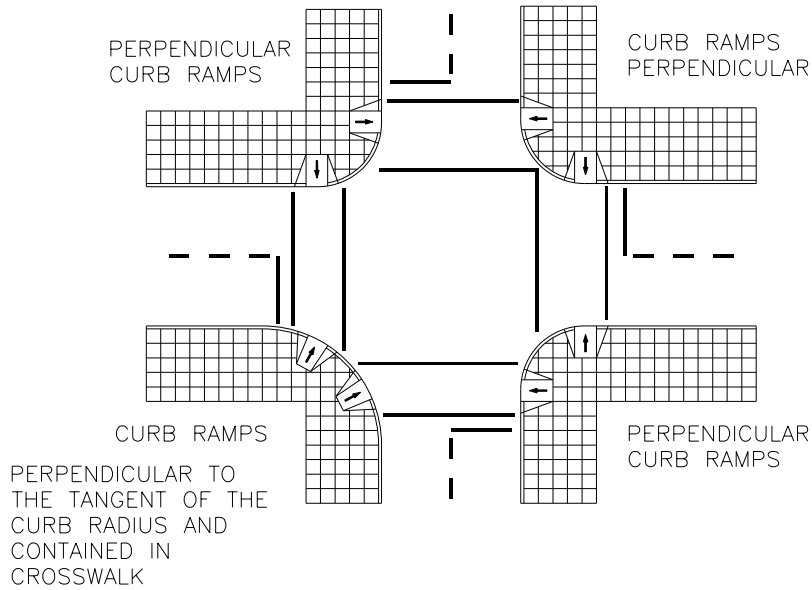 PERPENDICULAR
CURB RAMPS
CURB RAMPS
PERPENDICULAR
CURB RAMPS
PERPENDICULAR TO
THE TANGENT OF THE
CURB RADIUS AND
CONTAINED IN
CROSSWALK
PERPENDICULAR
CURB RAMPS